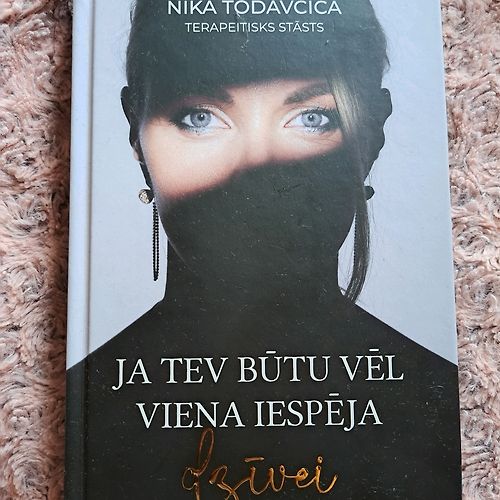 NIKA TODAVČIČA
TERAPEITISKS STĀSTS
JA TEV BŪTU VĒL
VIENA IESPĒJA
dzīvei